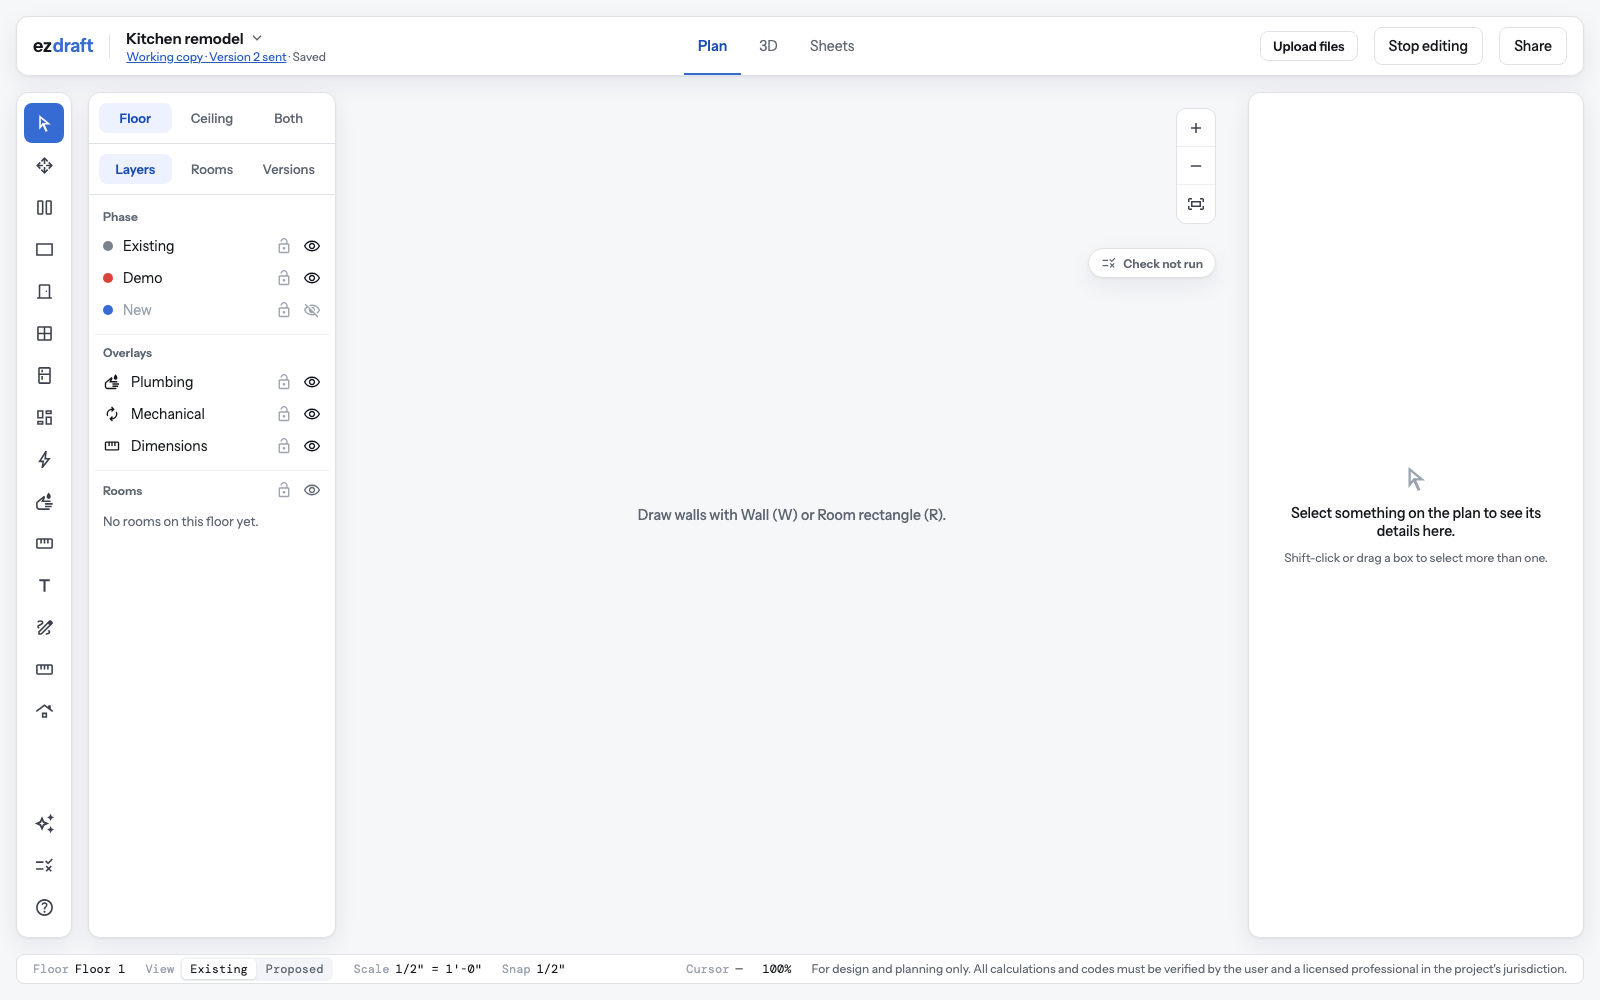 ezdraft
Kitchen remodel
Working copy · Version 2 sent · Saved
Plan
3D
Sheets
Upload files
Stop editing
Share
Floor
Ceiling
Both
Layers
Rooms
Versions
Phase
Existing
Demo
New
Overlays
Plumbing
Mechanical
Dimensions
Rooms
No rooms on this floor yet.
T
Check not run
Draw walls with Wall (W) or Room rectangle (R).
Select something on the plan to see its
details here.
Shift-click or drag a box to select more than one.
Floor Floor 1
View Existing Proposed
Scale 1/2" = 1'-0"
Snap 1/2"
Cursor —
100%
For design and planning only. All calculations and codes must be verified by the user and a licensed professional in the project's jurisdiction.